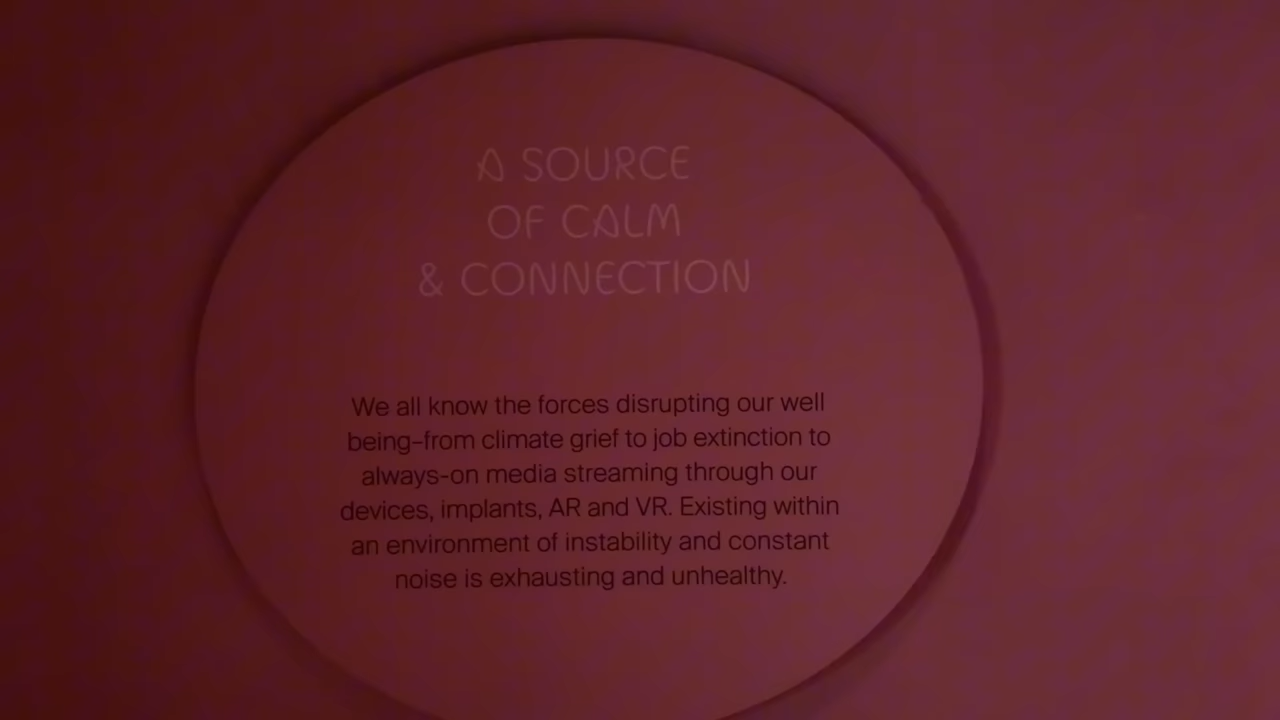 A SOURCE
OF CALM
& CONNECTION
We all know the forces disrupting our well
being–from climate grief to job extinction to
always-on media streaming through our
devices, implants, AR and VR. Existing within
an environment of instability and constant
noise is exhausting and unhealthy.